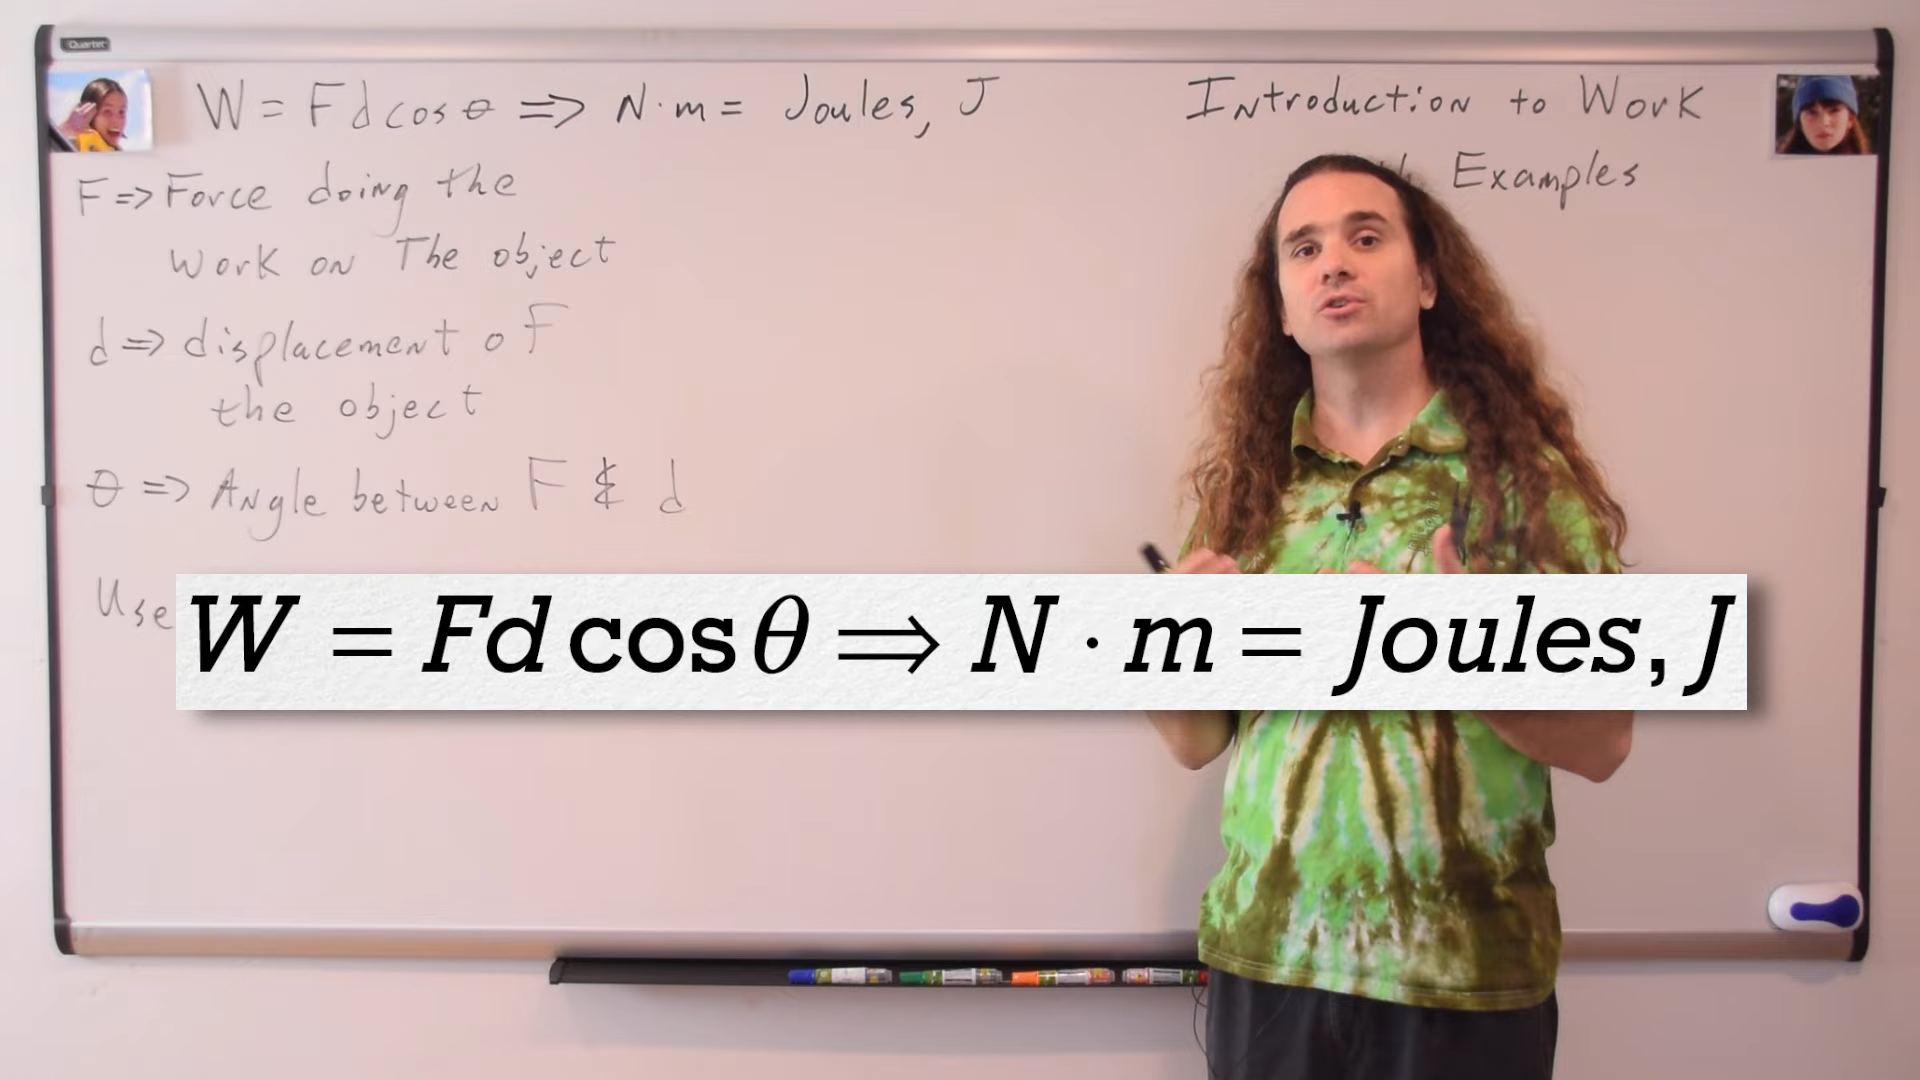 Quartet
W = Fd cos θ => N·m = Joules, J
Introduction to Work
Examples
F => Force doing the
work on The object
d => displacement of
the object
θ => Angle between F & d
Use
W = Fd cos θ ⟹ N · m = Joules, J